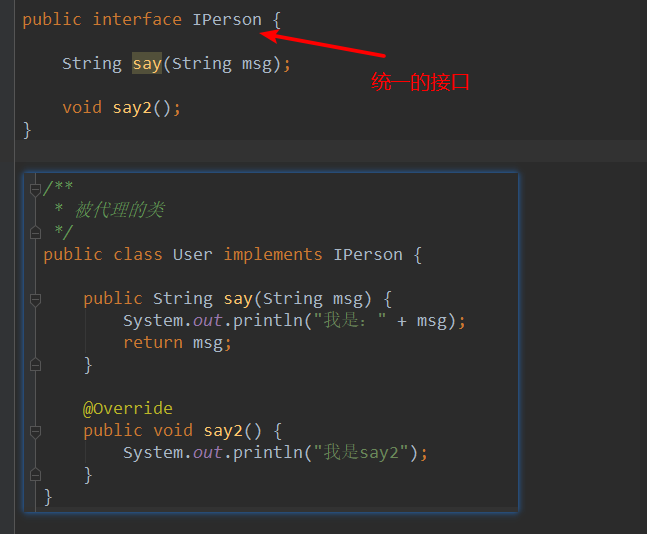 public interface IPerson {
String say(String msg);
统一的接口
void say2();
}
/**
* 被代理的类
*/
public class User implements IPerson {
public String say(String msg) {
System.out.println("我是：" + msg);
return msg;
}
@Override
public void say2() {
System.out.println("我是say2");
}
}